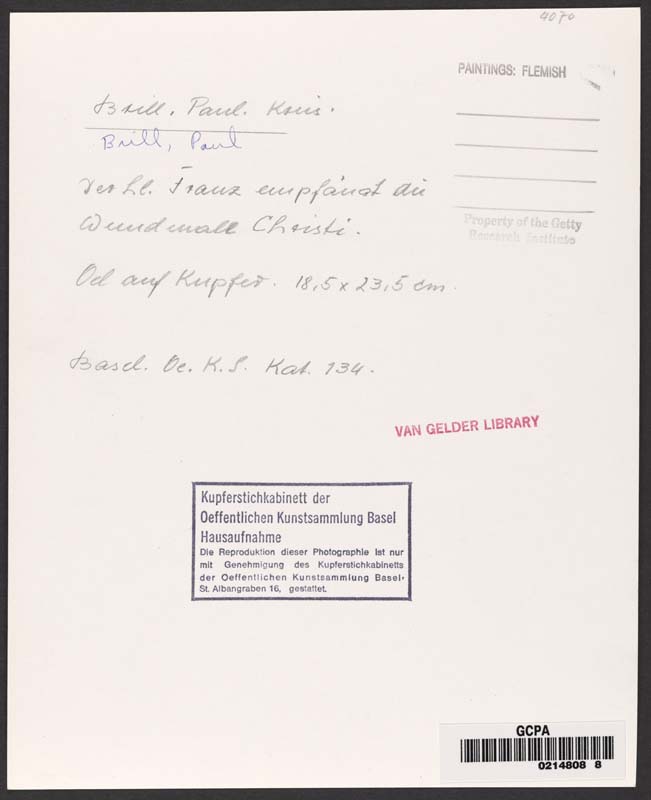 4070
PAINTINGS: FLEMISH
Brill, Paul.
Brill, Paul
Der hl. Franz empfängt die
Wundmale Christi.
Property of the Getty
Research Institute
Oel auf Kupfer. 18,5 x 23,5 cm.
Basel. Oe. K. S. Kat. 134.
VAN GELDER LIBRARY
Kupferstichkabinett der
Oeffentlichen Kunstsammlung Basel
Hausaufnahme
Die Reproduktion dieser Photographie ist nur
mit Genehmigung des Kupferstichkabinetts
der Oeffentlichen Kunstsammlung Basel,
St. Albangraben 16, gestattet.
GCPA
0214808 8